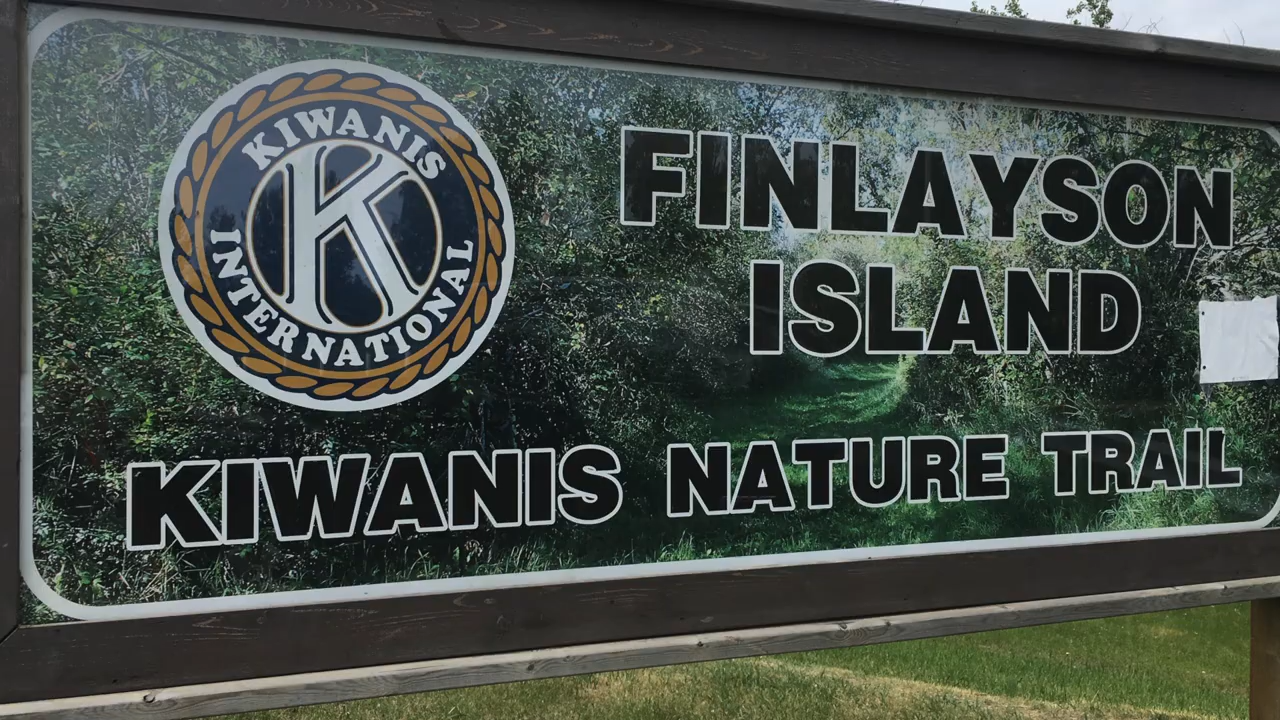 KIWANIS
K
INTERNATIONAL
FINLAYSON
ISLAND
KIWANIS NATURE TRAIL